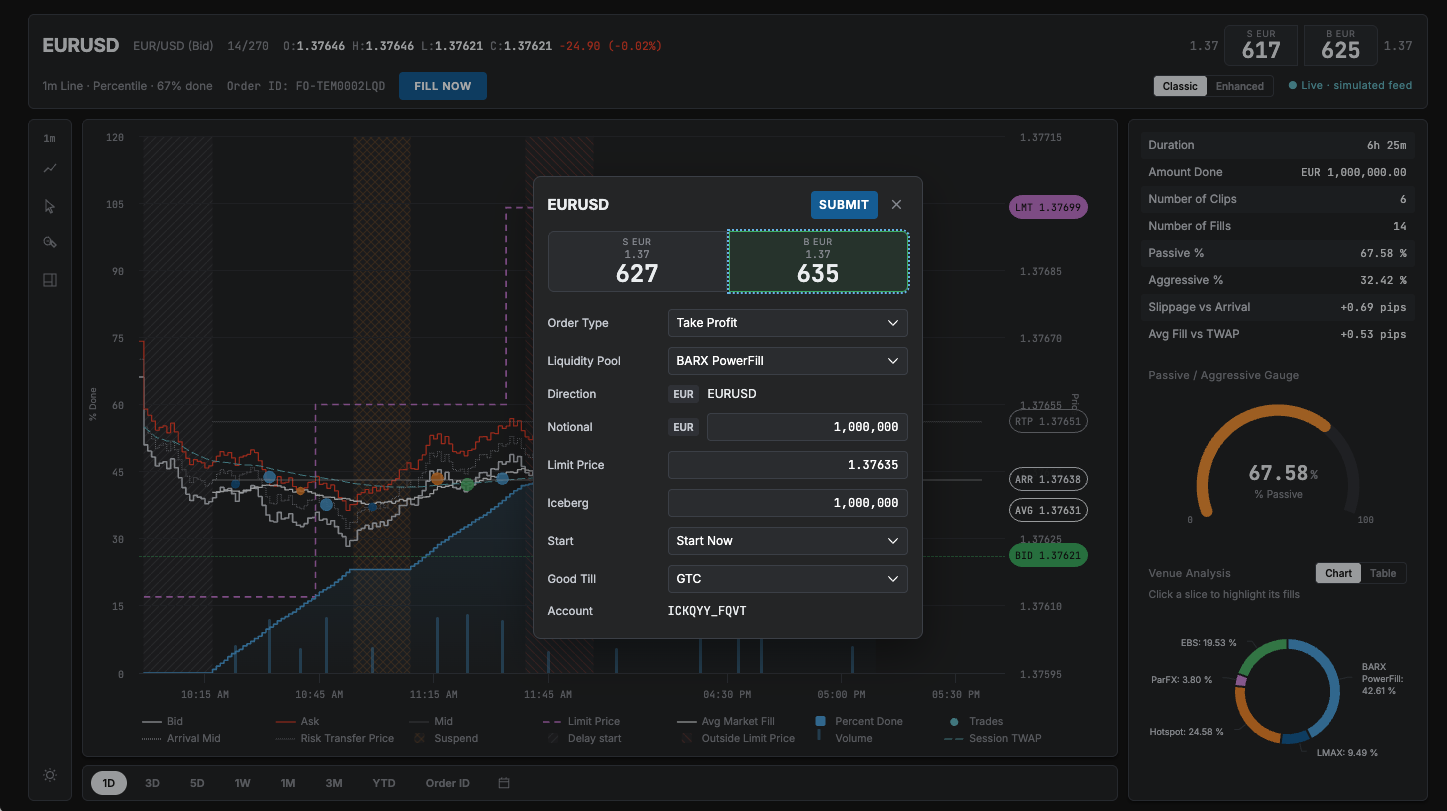 EURUSD EUR/USD (Bid) 14/270 O:1.37646 H:1.37646 L:1.37621 C:1.37621 -24.90 (-0.02%)
1.37 S EUR 617 B EUR 625 1.37
1m Line · Percentile · 67% done Order ID: FO-TEM0002LQD FILL NOW
Classic Enhanced Live · simulated feed
1m
120
105
90
75
60
45
30
15
0
% Done
EURUSD SUBMIT
S EUR
1.37
627
B EUR
1.37
635
Order Type Take Profit
Liquidity Pool BARX PowerFill
Direction EUR EURUSD
Notional EUR 1,000,000
Limit Price 1.37635
Iceberg 1,000,000
Start Start Now
Good Till GTC
Account ICKQYY_FQVT
1.37715
LMT 1.37699
1.37685
1.37670
1.37655
RTP 1.37651
ARR 1.37638
AVG 1.37631
1.37625
BID 1.37621
1.37610
1.37595
10:15 AM 10:45 AM 11:15 AM 11:45 AM 04:30 PM 05:00 PM 05:30 PM
Bid Ask Mid Limit Price Avg Market Fill Percent Done Trades
Arrival Mid Risk Transfer Price Suspend Delay start Outside Limit Price Volume Session TWAP
1D 3D 5D 1W 1M 3M YTD Order ID
Duration 6h 25m
Amount Done EUR 1,000,000.00
Number of Clips 6
Number of Fills 14
Passive % 67.58 %
Aggressive % 32.42 %
Slippage vs Arrival +0.69 pips
Avg Fill vs TWAP +0.53 pips
Passive / Aggressive Gauge
67.58%
% Passive
0 100
Venue Analysis Chart Table
Click a slice to highlight its fills
EBS: 19.53 %
ParFX: 3.80 %
Hotspot: 24.58 %
LMAX: 9.49 %
BARX
PowerFill:
42.61 %